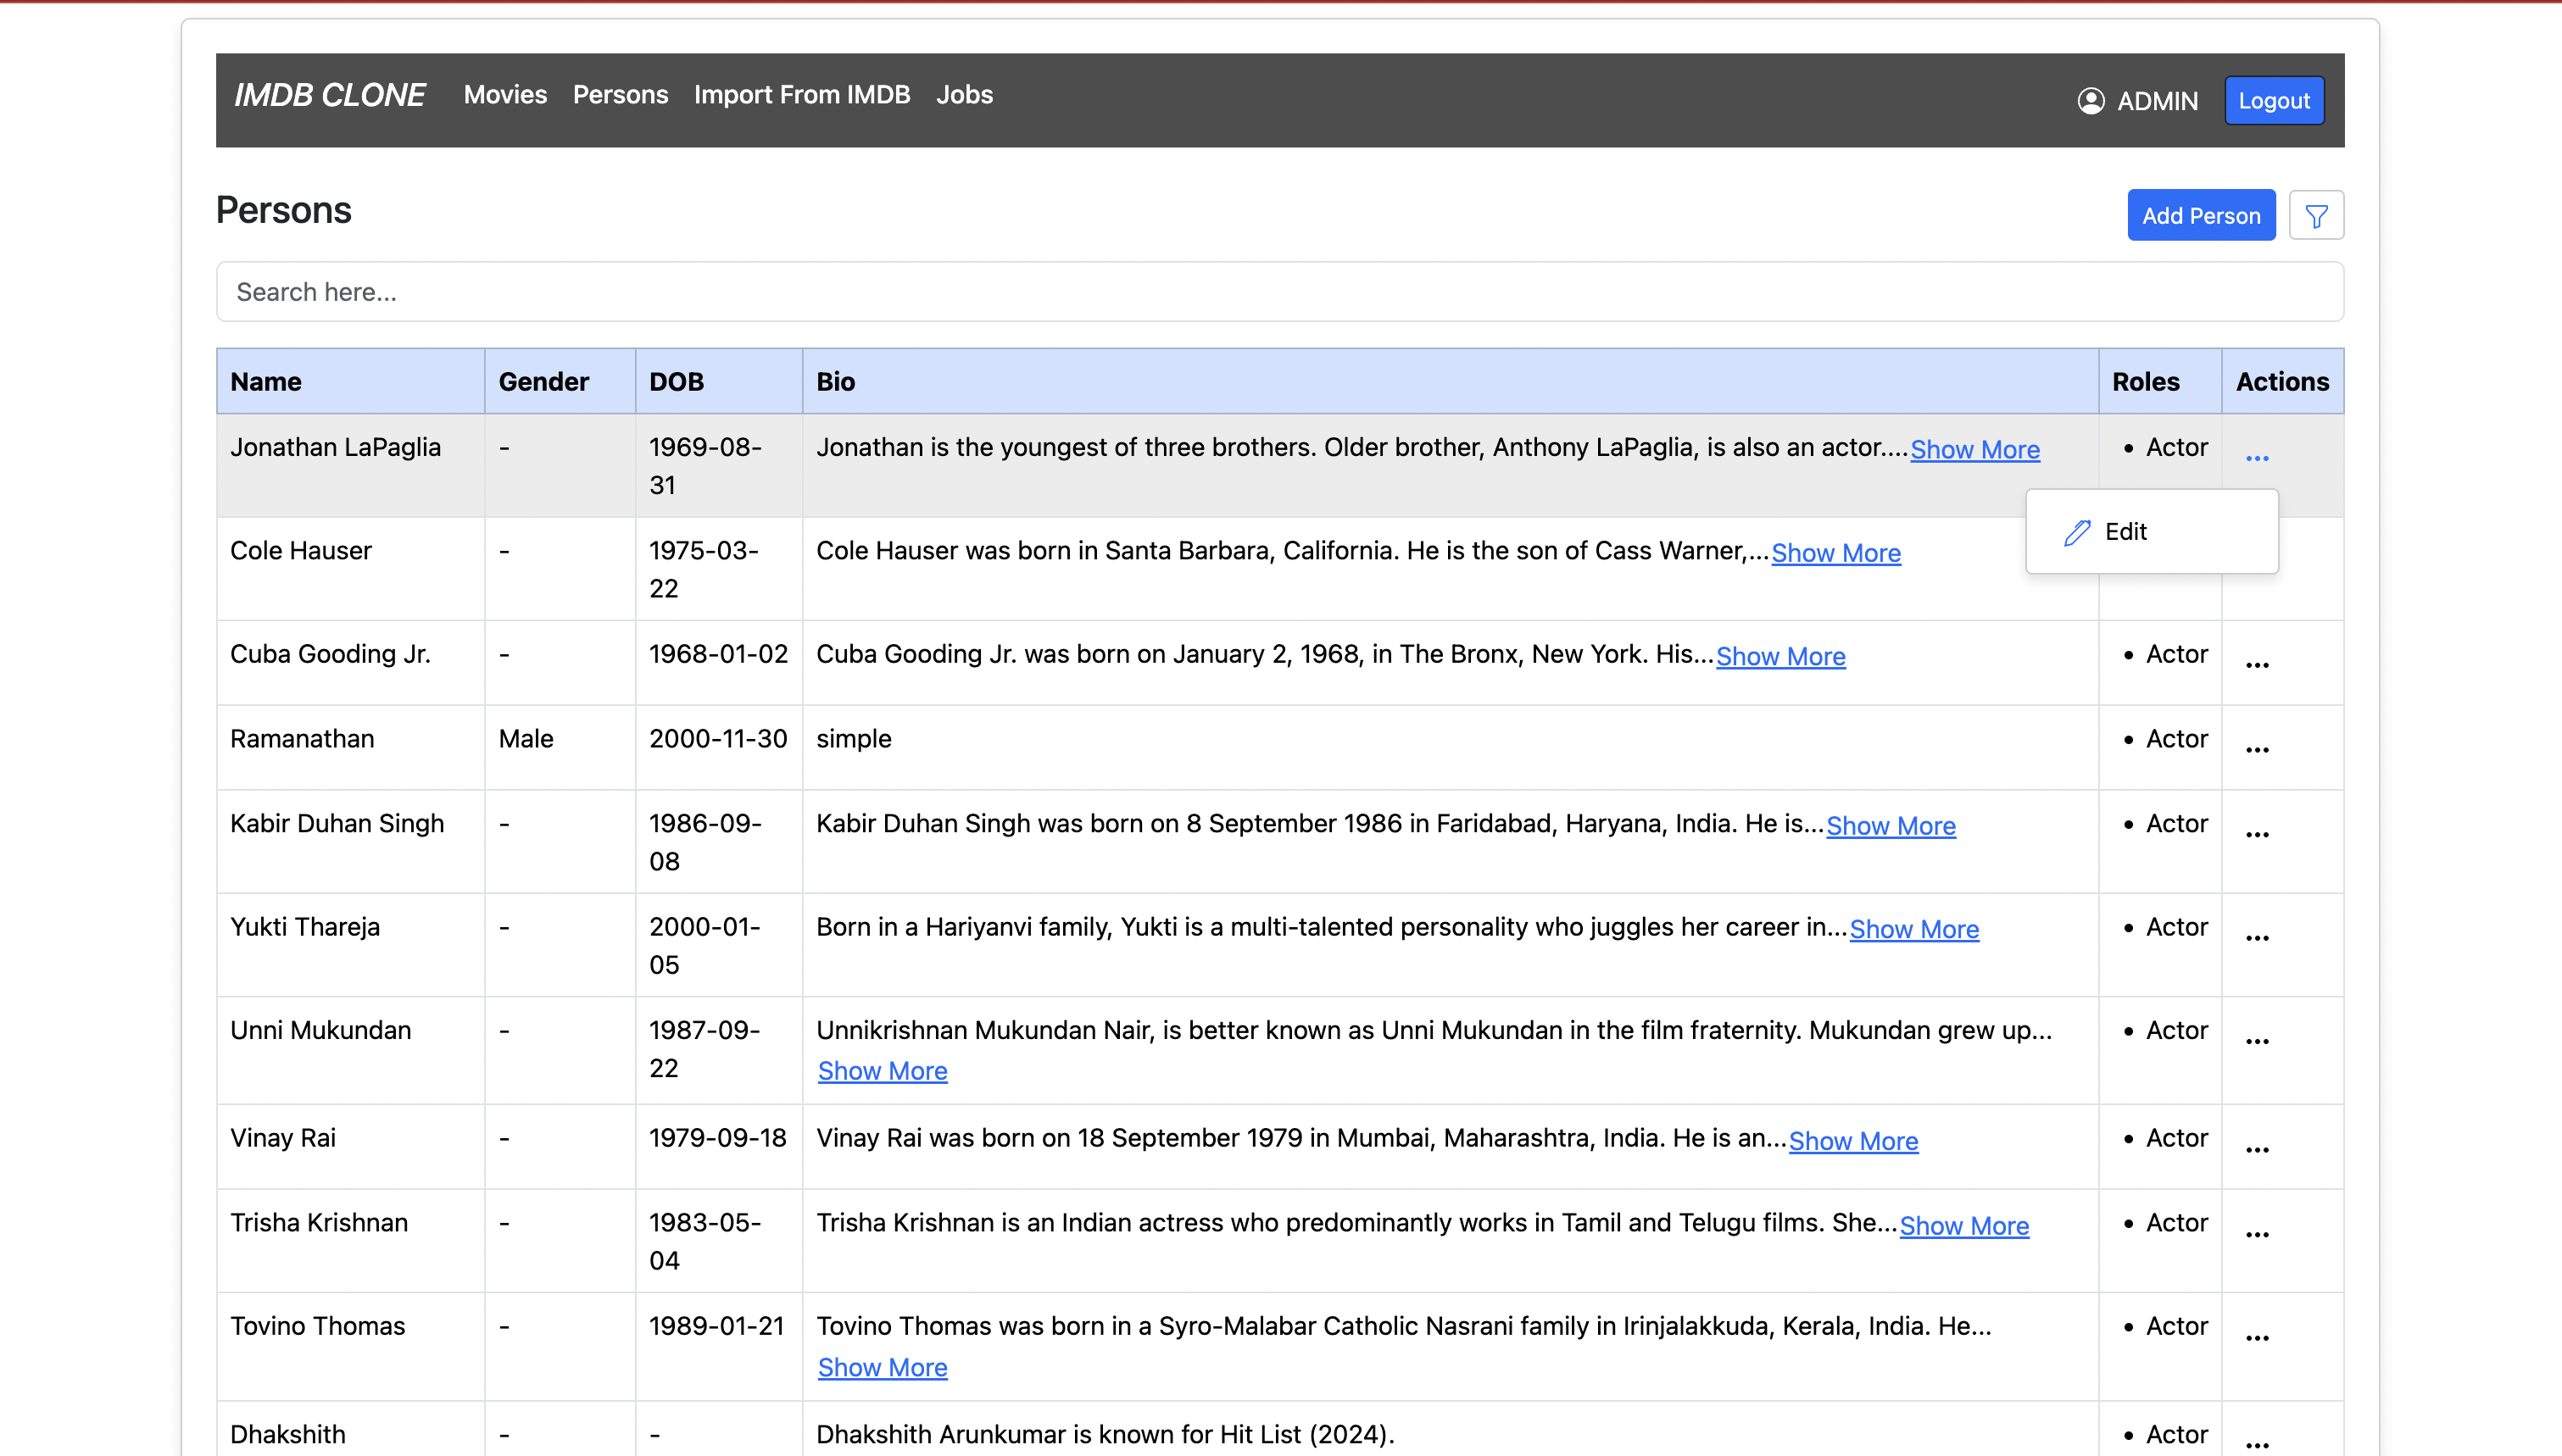 IMDB CLONE Movies Persons Import From IMDB Jobs ADMIN Logout
Persons Add Person
Search here...
Name Gender DOB Bio Roles Actions
Jonathan LaPaglia - 1969-08- Jonathan is the youngest of three brothers. Older brother, Anthony LaPaglia, is also an actor....Show More • Actor ...
31
Edit
Cole Hauser - 1975-03- Cole Hauser was born in Santa Barbara, California. He is the son of Cass Warner,...Show More
22
Cuba Gooding Jr. - 1968-01-02 Cuba Gooding Jr. was born on January 2, 1968, in The Bronx, New York. His...Show More • Actor ...
Ramanathan Male 2000-11-30 simple • Actor ...
Kabir Duhan Singh - 1986-09- Kabir Duhan Singh was born on 8 September 1986 in Faridabad, Haryana, India. He is...Show More • Actor ...
08
Yukti Thareja - 2000-01- Born in a Hariyanvi family, Yukti is a multi-talented personality who juggles her career in...Show More • Actor ...
05
Unni Mukundan - 1987-09- Unnikrishnan Mukundan Nair, is better known as Unni Mukundan in the film fraternity. Mukundan grew up... • Actor ...
22 Show More
Vinay Rai - 1979-09-18 Vinay Rai was born on 18 September 1979 in Mumbai, Maharashtra, India. He is an...Show More • Actor ...
Trisha Krishnan - 1983-05- Trisha Krishnan is an Indian actress who predominantly works in Tamil and Telugu films. She...Show More • Actor ...
04
Tovino Thomas - 1989-01-21 Tovino Thomas was born in a Syro-Malabar Catholic Nasrani family in Irinjalakkuda, Kerala, India. He... • Actor ...
Show More
Dhakshith - - Dhakshith Arunkumar is known for Hit List (2024). • Actor ...